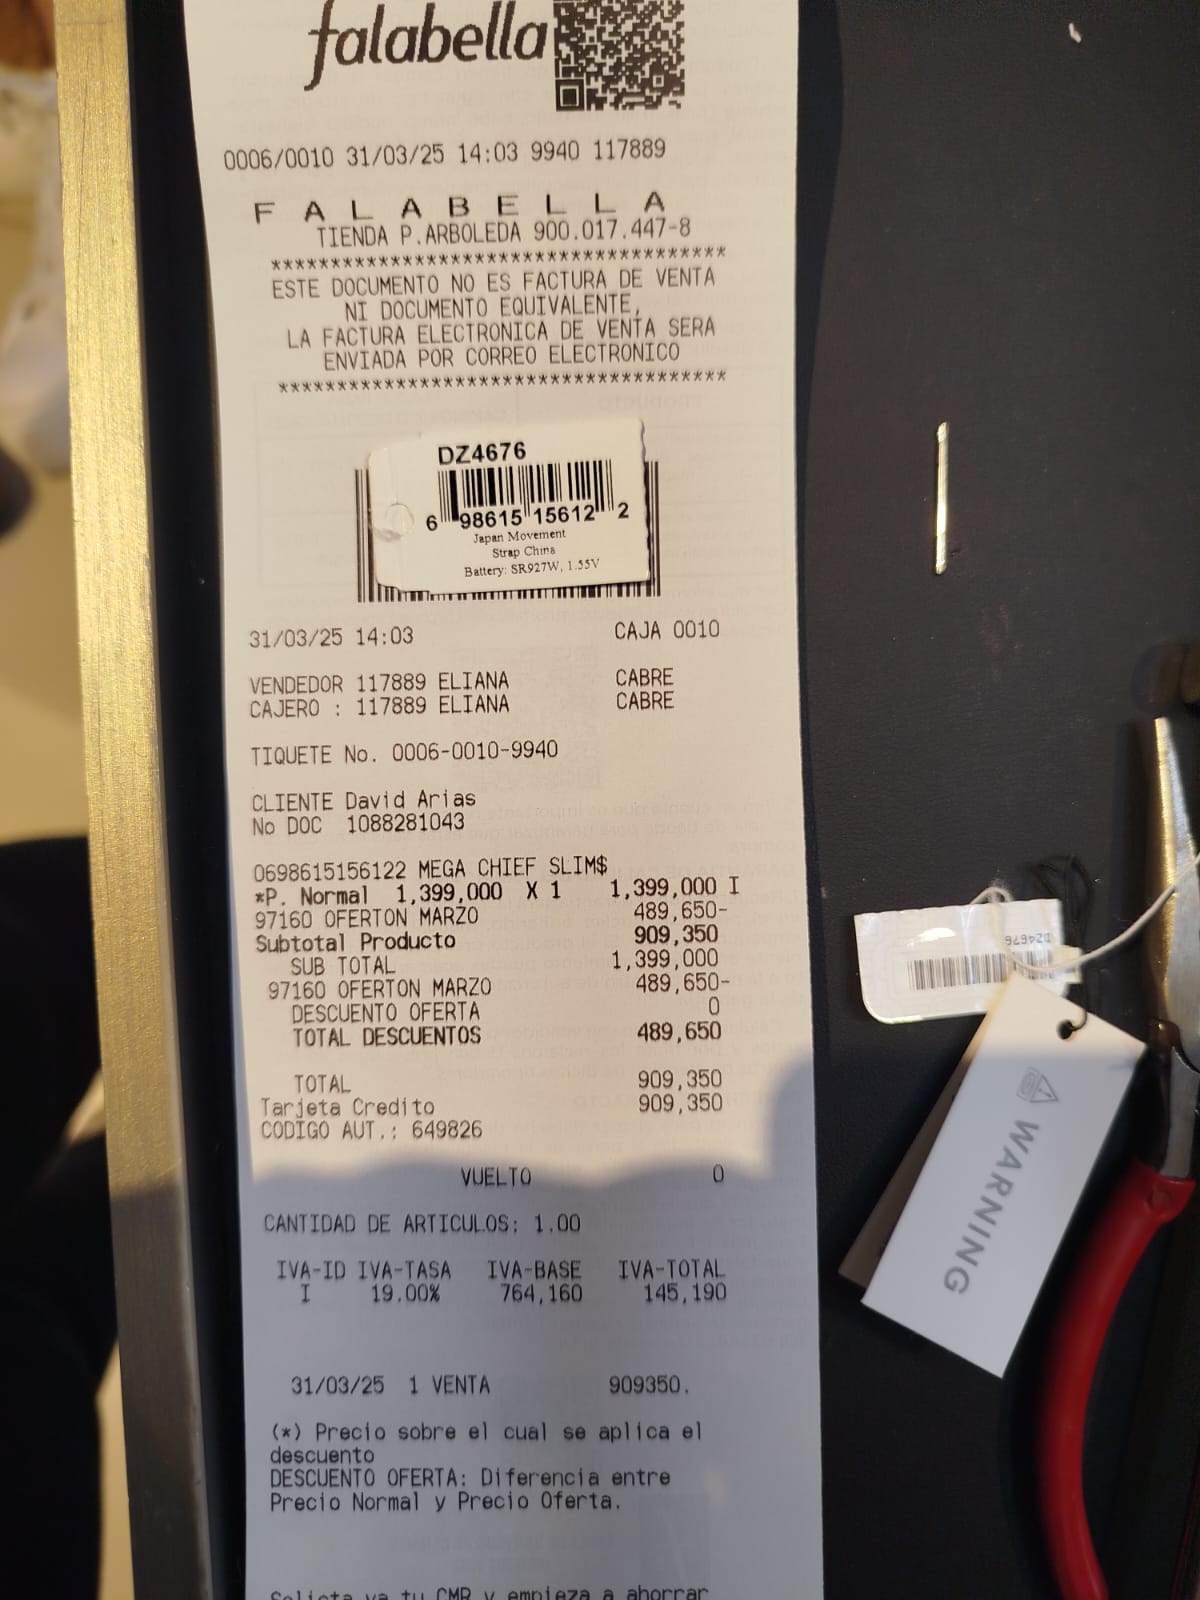 falabella
0006/0010 31/03/25 14:03 9940 117889
F A L A B E L L A
TIENDA P.ARBOLEDA 900.017.447-8
**************************************
ESTE DOCUMENTO NO ES FACTURA DE VENTA
NI DOCUMENTO EQUIVALENTE,
LA FACTURA ELECTRONICA DE VENTA SERA
ENVIADA POR CORREO ELECTRONICO
**************************************
DZ4676
6 98615 15612 2
Japan Movement
Strap China
Battery: SR927W, 1.55V
31/03/25 14:03 CAJA 0010
VENDEDOR 117889 ELIANA CABRE
CAJERO : 117889 ELIANA CABRE
TIQUETE No. 0006-0010-9940
CLIENTE David Arias
No DOC 1088281043
0698615156122 MEGA CHIEF SLIM$
*P. Normal 1,399,000 X 1 1,399,000 I
97160 OFERTON MARZO 489,650-
Subtotal Producto 909,350
SUB TOTAL 1,399,000
97160 OFERTON MARZO 489,650-
DESCUENTO OFERTA 0
TOTAL DESCUENTOS 489,650
TOTAL 909,350
Tarjeta Credito 909,350
CODIGO AUT.: 649826
VUELTO 0
CANTIDAD DE ARTICULOS: 1.00
IVA-ID IVA-TASA IVA-BASE IVA-TOTAL
I 19.00% 764,160 145,190
31/03/25 1 VENTA 909350.
(*) Precio sobre el cual se aplica el
descuento
DESCUENTO OFERTA: Diferencia entre
Precio Normal y Precio Oferta.
Solicita ya tu CMR y empieza a ahorrar
DZ4676
WARNING